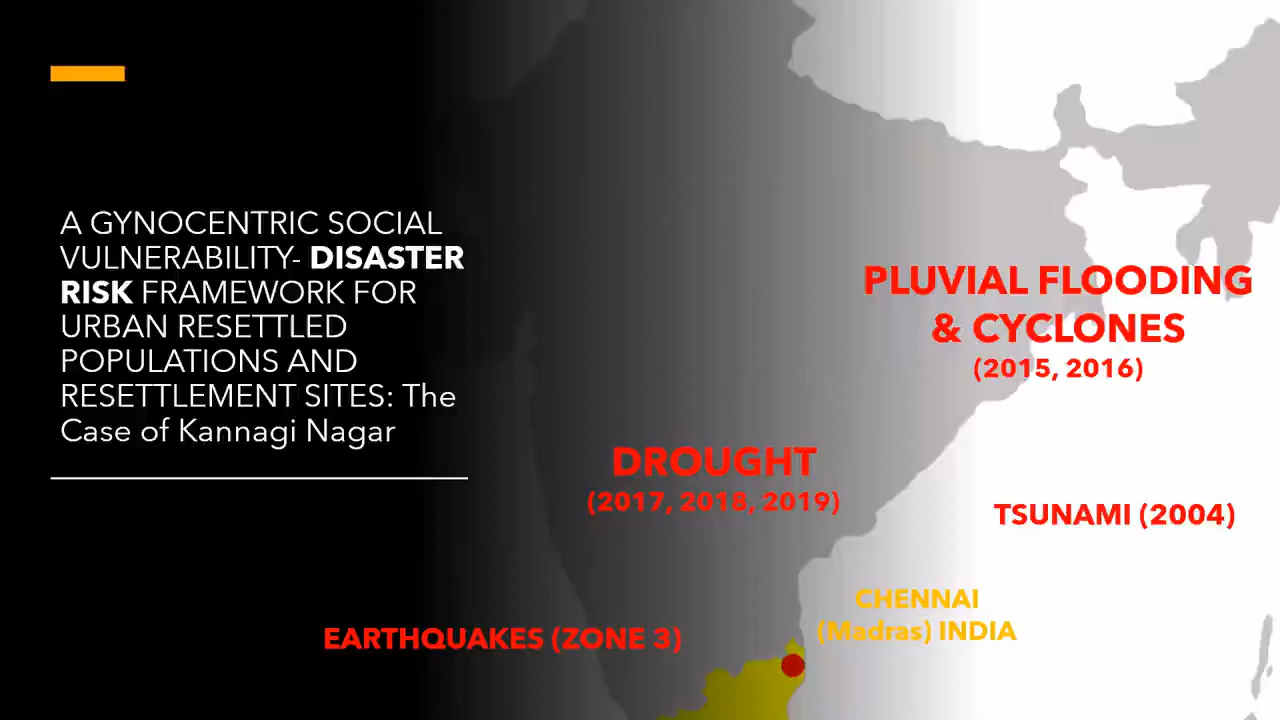 A GYNOCENTRIC SOCIAL
VULNERABILITY- DISASTER
RISK FRAMEWORK FOR
URBAN RESETTLED
POPULATIONS AND
RESETTLEMENT SITES: The
Case of Kannagi Nagar
PLUVIAL FLOODING
& CYCLONES
(2015, 2016)
DROUGHT
(2017, 2018, 2019)
TSUNAMI (2004)
CHENNAI
(Madras) INDIA
EARTHQUAKES (ZONE 3)